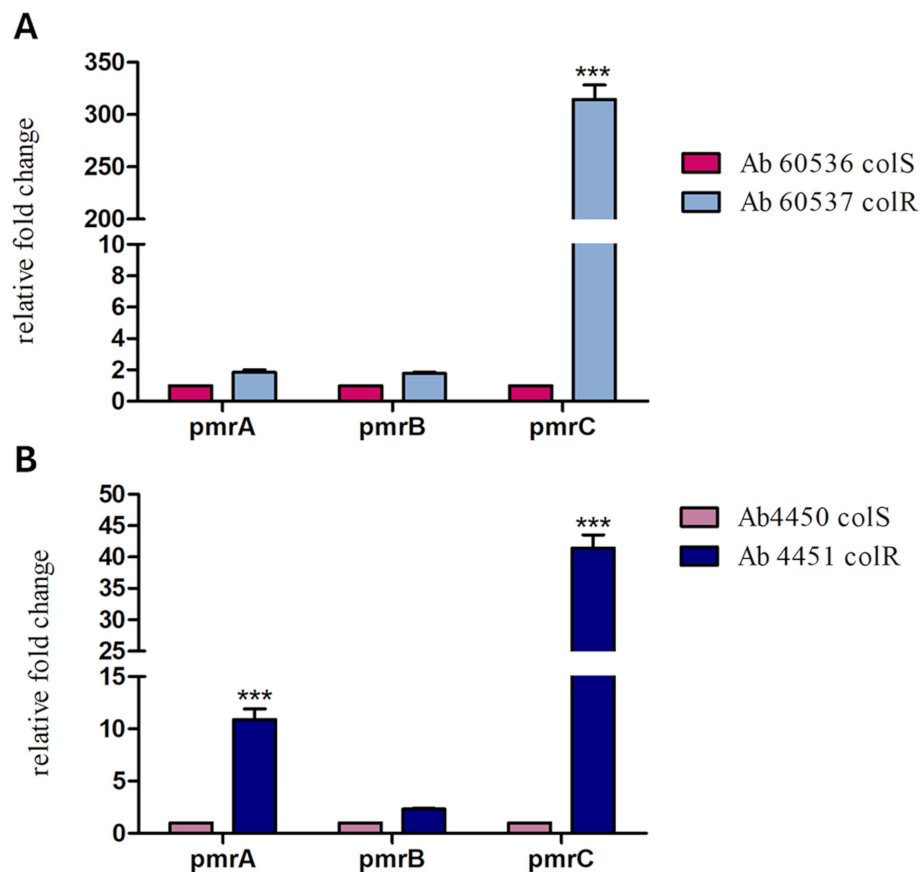 A
relative fold change
350
300
250
200
10
8
6
4
2
0
***
pmrA pmrB pmrC
Ab 60536 colS
Ab 60537 colR
B
relative fold change
50
45
40
35
30
25
15
10
5
0
***
***
pmrA pmrB pmrC
Ab4450 colS
Ab 4451 colR